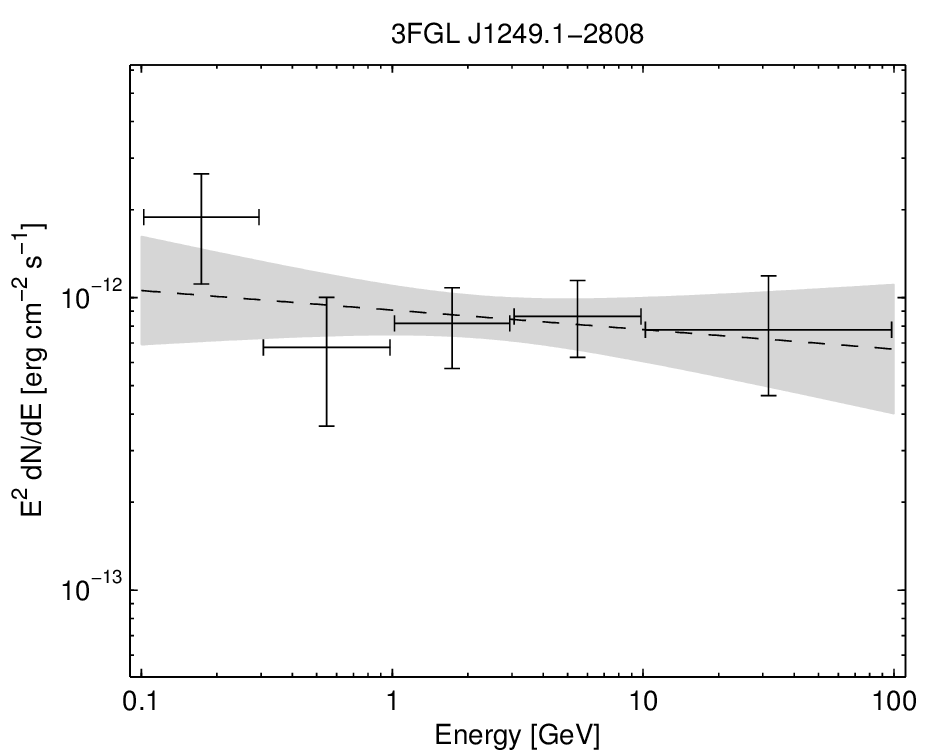 3FGL J1249.1−2808
E² dN/dE [erg cm⁻² s⁻¹]
10⁻¹²
10⁻¹³
0.1 1 10 100
Energy [GeV]